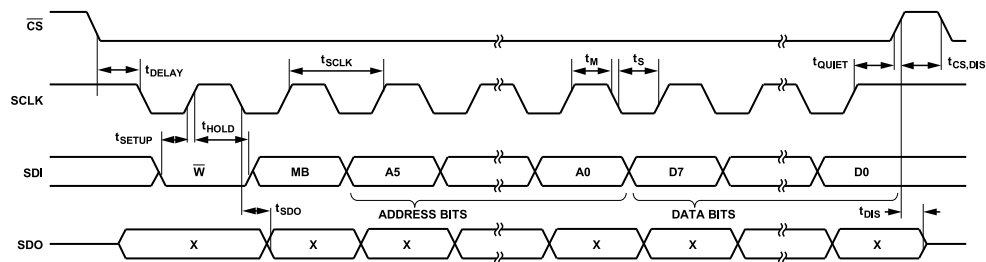 CS
tDELAY
tSCLK
tM
tS
tQUIET
tCS,DIS
SCLK
tSETUP
tHOLD
SDI
W
MB
A5
A0
D7
D0
tSDO
ADDRESS BITS
DATA BITS
tDIS
SDO
X
X
X
X
X
X